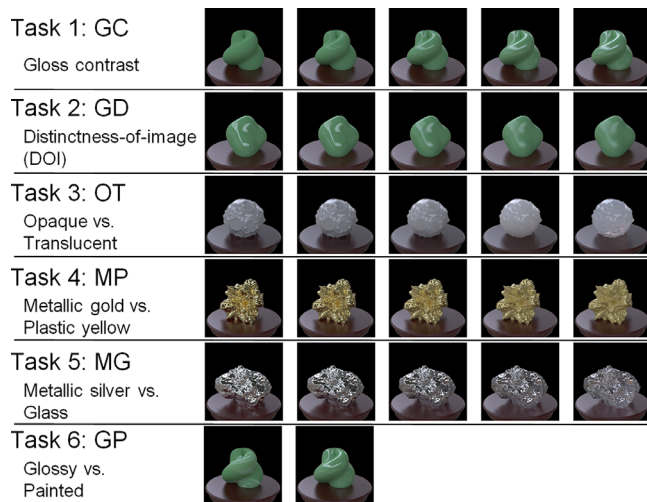 Task 1: GC
Gloss contrast
Task 2: GD
Distinctness-of-image
(DOI)
Task 3: OT
Opaque vs.
Translucent
Task 4: MP
Metallic gold vs.
Plastic yellow
Task 5: MG
Metallic silver vs.
Glass
Task 6: GP
Glossy vs.
Painted